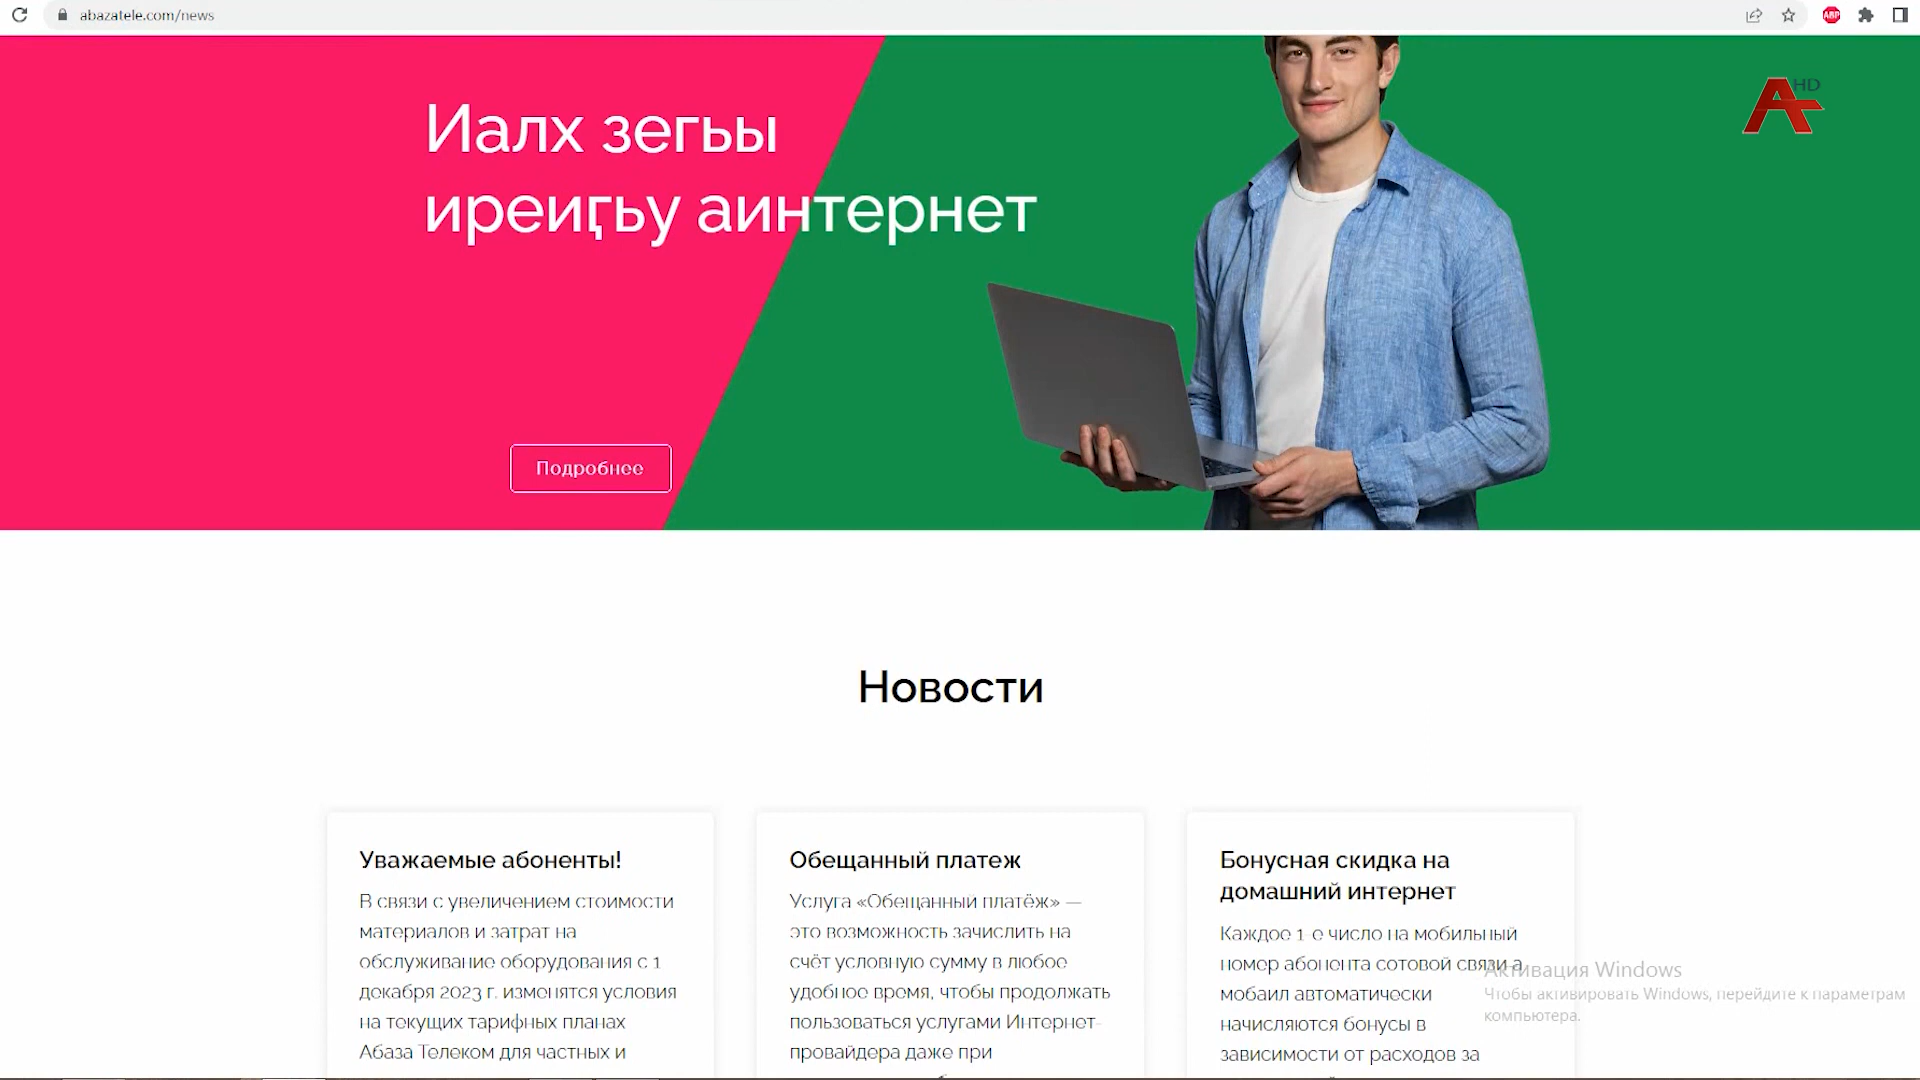 abazatele.com/news
ABP
HD
Иалх зегьы
иреиӷьу аинтернет
Подробнее
Новости
Уважаемые абоненты!
В связи с увеличением стоимости
материалов и затрат на
обслуживание оборудования с 1
декабря 2023 г. изменятся условия
на текущих тарифных планах
Абаза Телеком для частных и
Обещанный платеж
Услуга «Обещанный платёж» —
это возможность зачислить на
счёт условную сумму в любое
удобное время, чтобы продолжать
пользоваться услугами Интернет-
провайдера даже при
Бонусная скидка на
домашний интернет
Каждое 1-е число на мобильный
номер абонента сотовой связи а
мобаил автоматически
начисляются бонусы в
зависимости от расходов за
Активация Windows
Чтобы активировать Windows, перейдите к параметрам
компьютера.